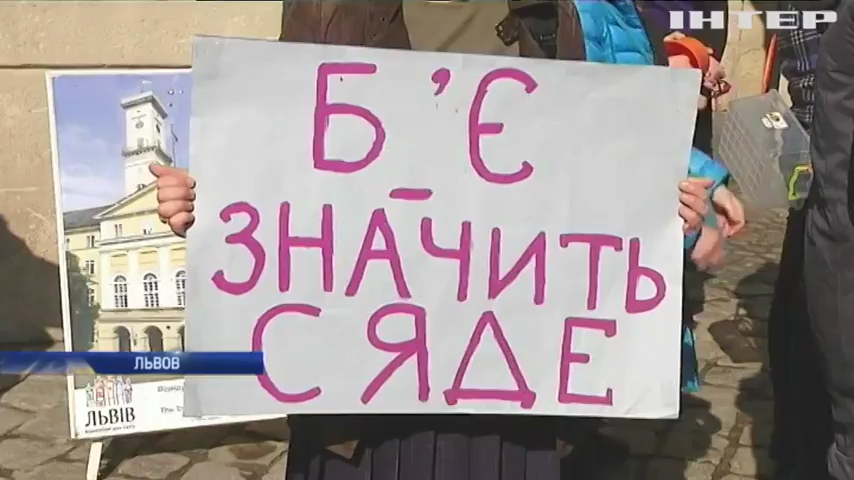 ІНТЕР
Б'Є
–
ЗНАЧИТЬ
СЯДЕ
ЛЬВОВ
ЛЬВІВ